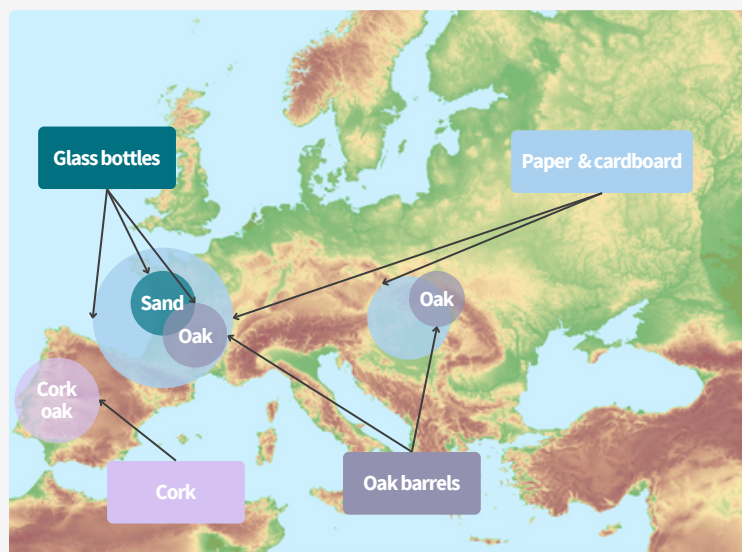 Glass bottles
Paper & cardboard
Sand
Oak
Oak
Cork
oak
Cork
Oak barrels